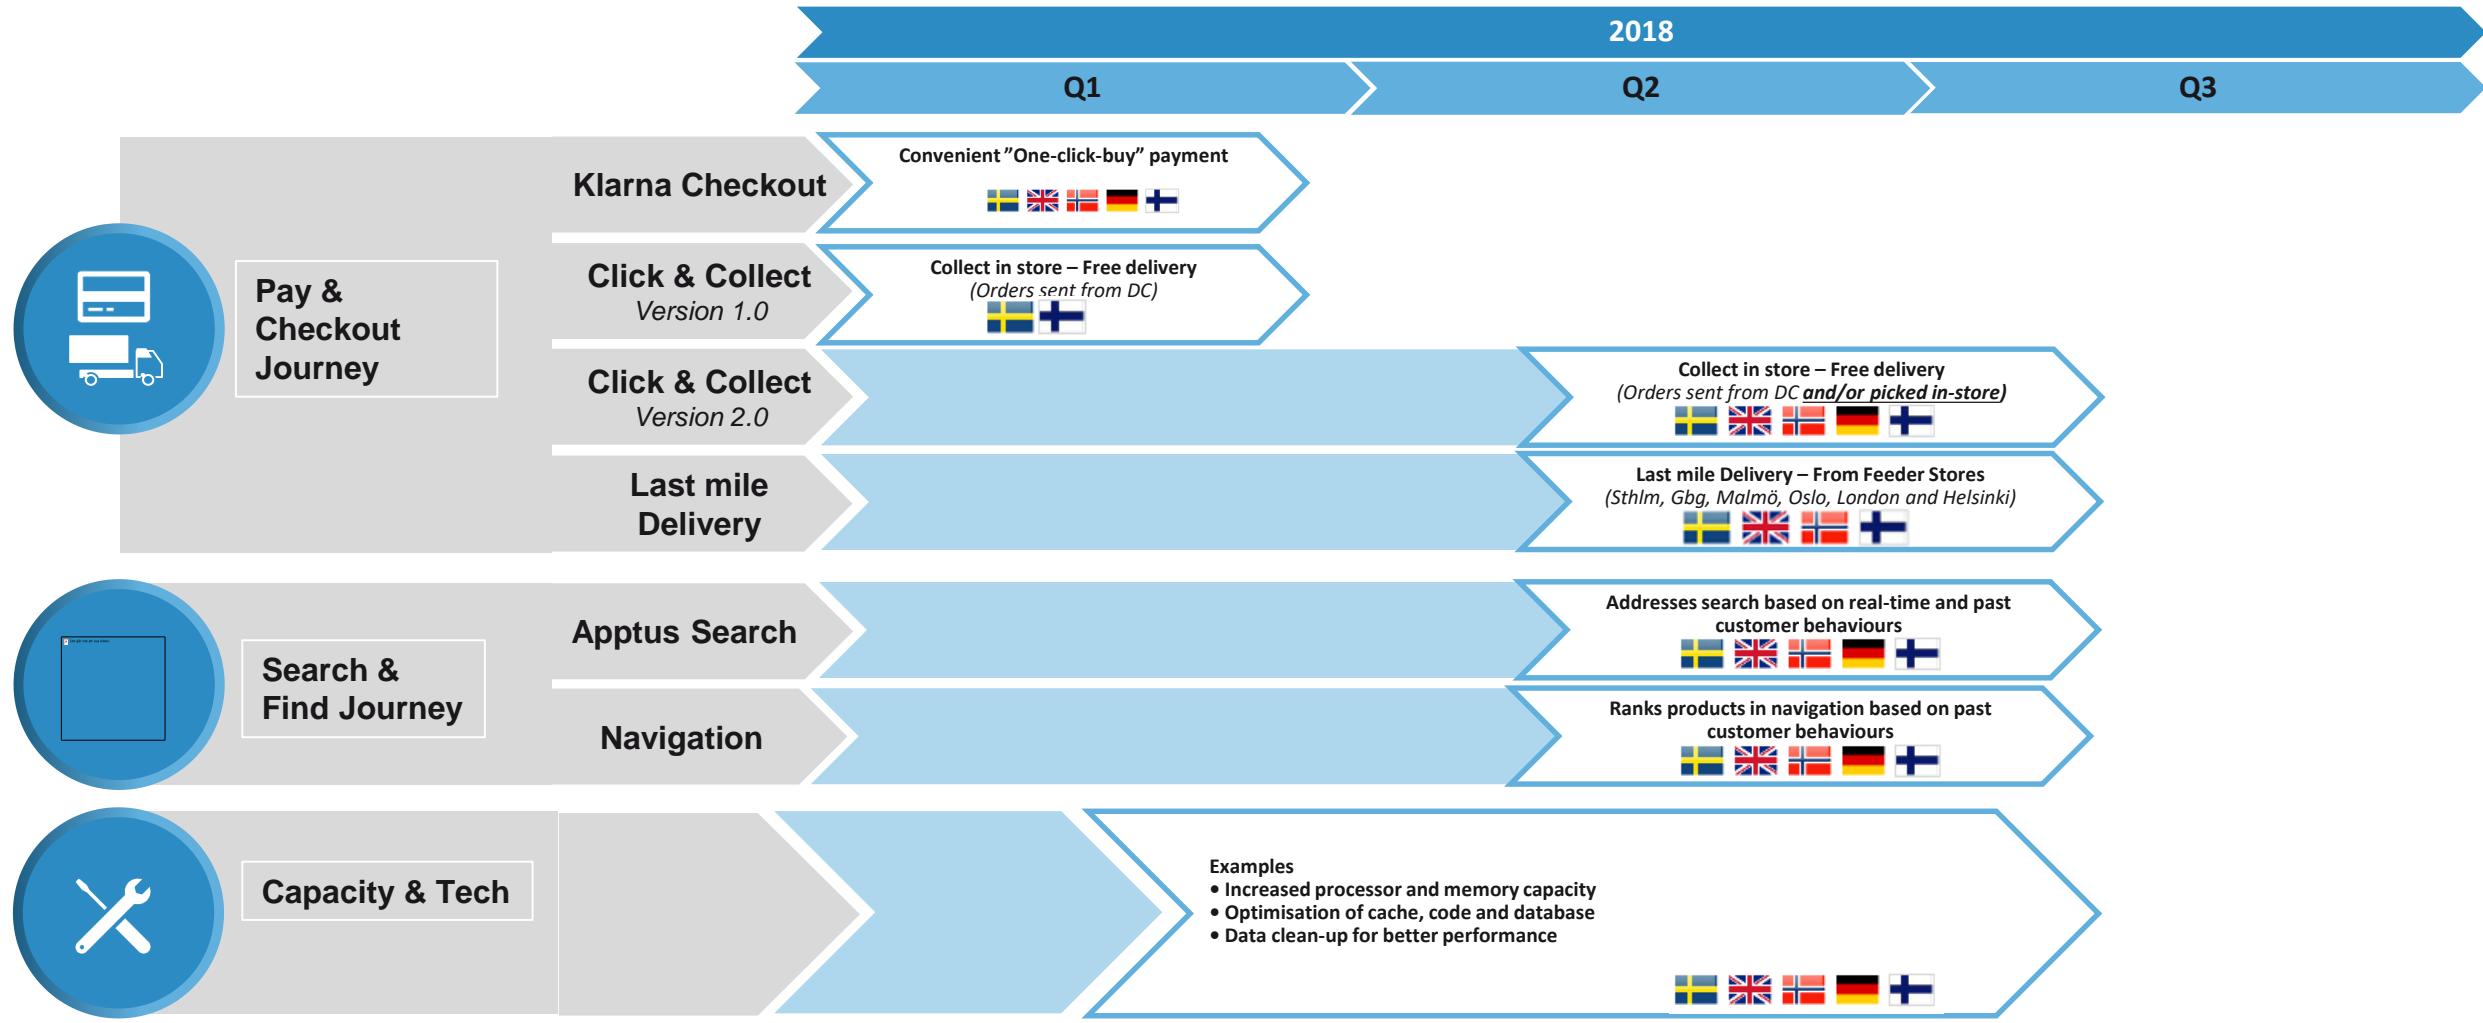 2018
Q1
Q2
Q3
Pay &
Checkout
Journey
Klarna Checkout
Convenient ”One-click-buy” payment
Click & Collect
Version 1.0
Collect in store – Free delivery
(Orders sent from DC)
Click & Collect
Version 2.0
Collect in store – Free delivery
(Orders sent from DC and/or picked in-store)
Last mile
Delivery
Last mile Delivery – From Feeder Stores
(Sthlm, Gbg, Malmö, Oslo, London and Helsinki)
Search &
Find Journey
Apptus Search
Addresses search based on real-time and past
customer behaviours
Navigation
Ranks products in navigation based on past
customer behaviours
Capacity & Tech
Examples
• Increased processor and memory capacity
• Optimisation of cache, code and database
• Data clean-up for better performance